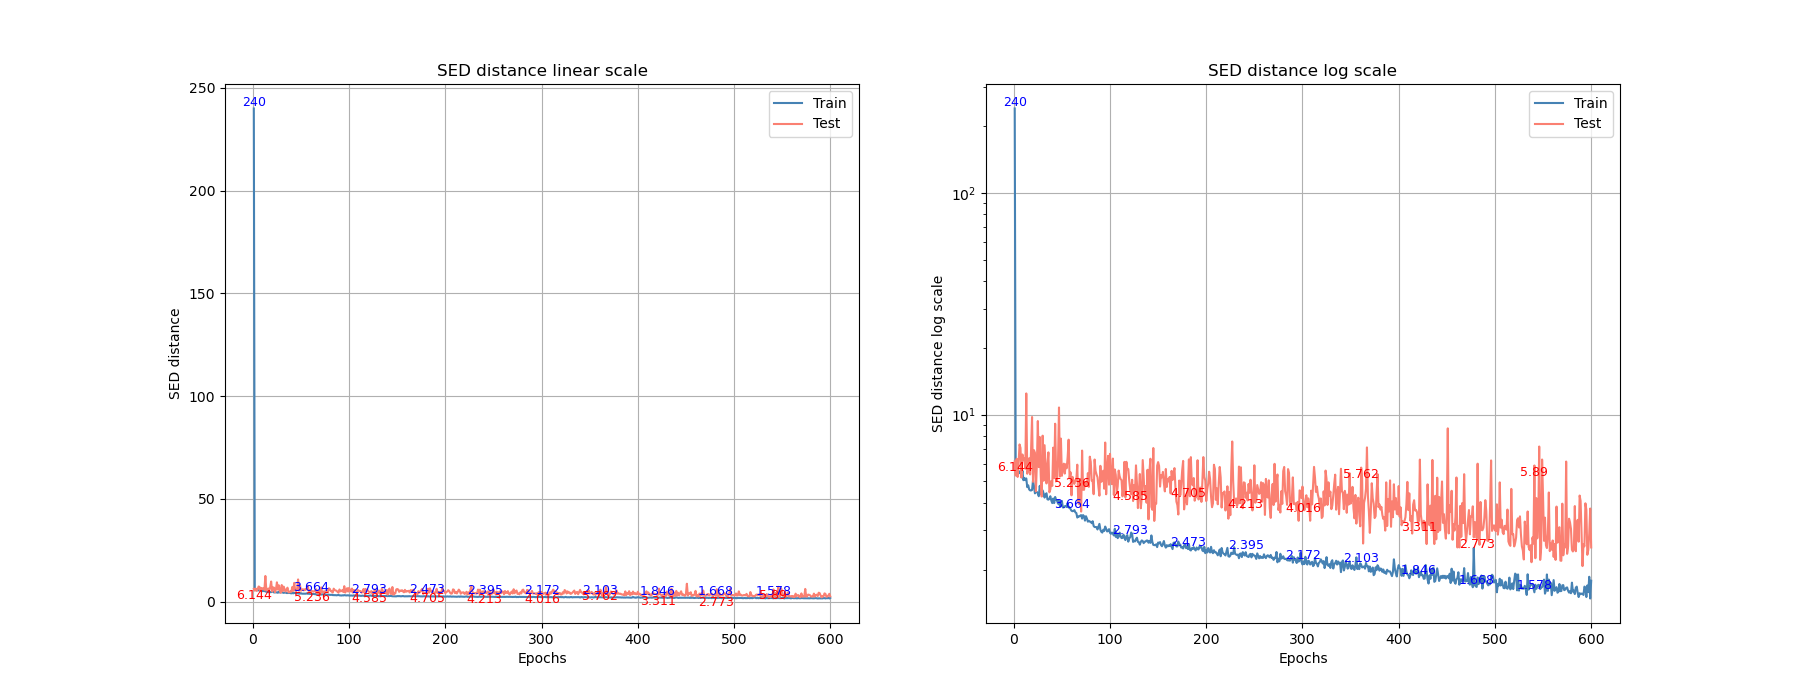 SED distance linear scale
250
200
150
100
50
0
SED distance
240
Train
Test
3.664 2.793 2.473 2.395 2.172 2.103 1.846 1.668 1.578
6.144 5.236 4.585 4.705 4.213 4.016 5.762 3.311 2.773 5.89
0 100 200 300 400 500 600
Epochs
SED distance log scale
10²
10¹
SED distance log scale
240
Train
Test
6.144 5.236 4.585 4.705 4.213 4.016 5.762 3.311 2.773 5.89
3.664 2.793 2.473 2.395 2.172 2.103 1.846 1.668 1.578
0 100 200 300 400 500 600
Epochs